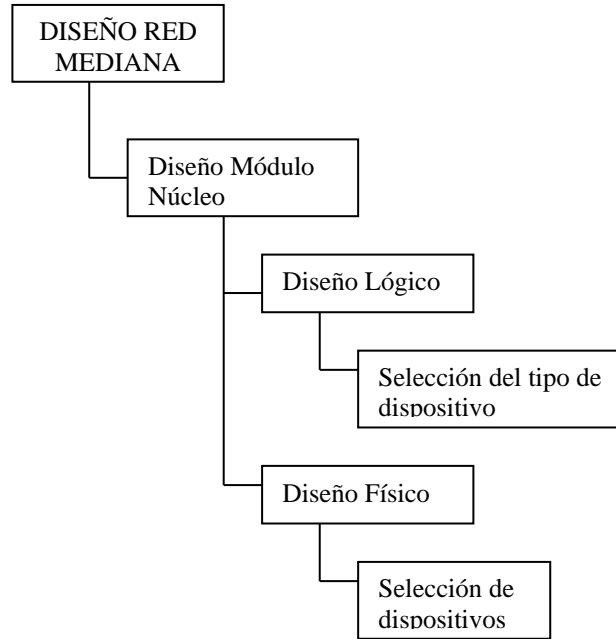 DISEÑO RED
MEDIANA
Diseño Módulo
Núcleo
Diseño Lógico
Selección del tipo de
dispositivo
Diseño Físico
Selección de
dispositivos